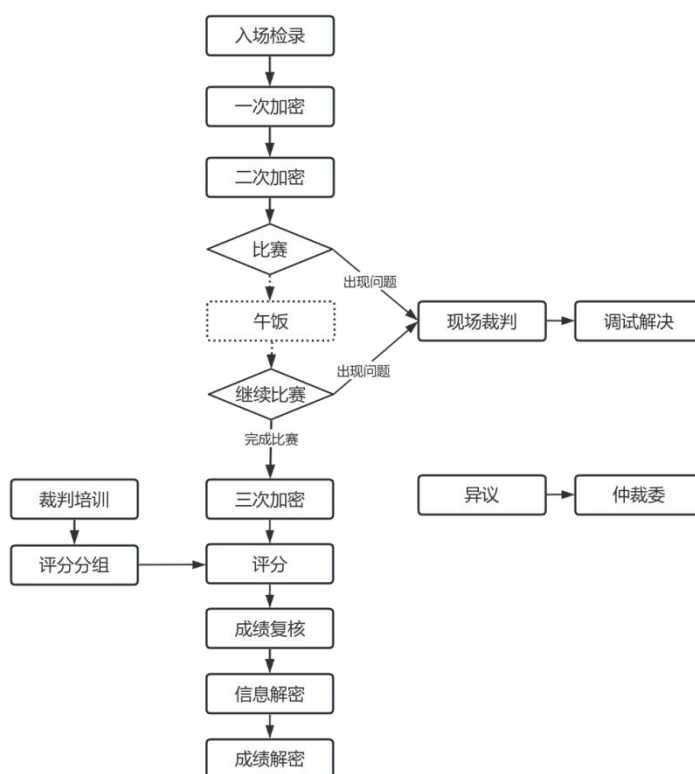 入场检录
一次加密
二次加密
比赛
出现问题
午饭
现场裁判
调试解决
出现问题
继续比赛
完成比赛
裁判培训
三次加密
异议
仲裁委
评分分组
评分
成绩复核
信息解密
成绩解密